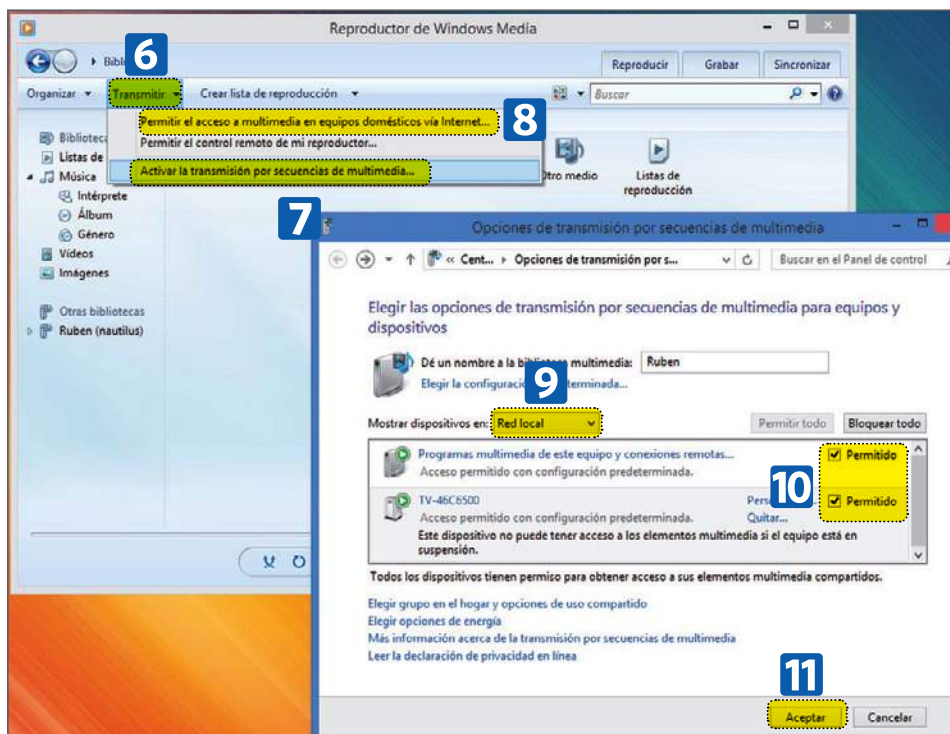 Reproductor de Windows Media
6
Reproducir Grabar Sincronizar
Organizar Transmitir Crear lista de reproducción Buscar
Permitir el acceso a multimedia en equipos domésticos vía Internet...
8
Permitir el control remoto de mi reproductor...
Activar la transmisión por secuencias de multimedia...
Listas de
Música
Intérprete
Álbum
Género
Vídeos
Imágenes
Otras bibliotecas
Ruben (nautilus)
medio
Listas de
reproducción
7
Opciones de transmisión por secuencias de multimedia
« Cent... Opciones de transmisión por s... Buscar en el Panel de control
Elegir las opciones de transmisión por secuencias de multimedia para equipos y
dispositivos
Dé un nombre a la biblioteca multimedia: Ruben
Elegir la
9
Mostrar dispositivos en: Red local Permitir todo Bloquear todo
Programas multimedia de este equipo y conexiones remotas... Permitido
Acceso permitido con configuración predeterminada.
10
TV-46C6500 Permitido
Acceso permitido con configuración predeterminada. Quitar...
Este dispositivo no puede tener acceso a los elementos multimedia si el equipo está en
suspensión.
Todos los dispositivos tienen permiso para obtener acceso a sus elementos multimedia compartidos.
Elegir grupo en el hogar y opciones de uso compartido
Elegir opciones de energía
Más información acerca de la transmisión por secuencias de multimedia
Leer la declaración de privacidad en línea
11
Aceptar Cancelar